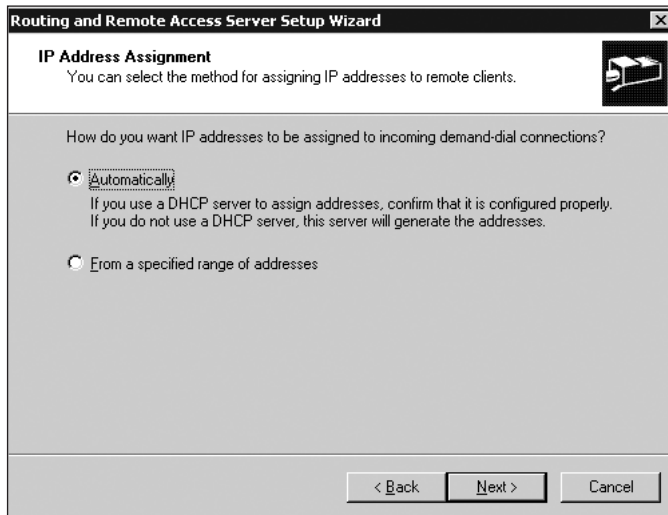 Routing and Remote Access Server Setup Wizard
IP Address Assignment
You can select the method for assigning IP addresses to remote clients.
How do you want IP addresses to be assigned to incoming demand-dial connections?
Automatically
If you use a DHCP server to assign addresses, confirm that it is configured properly.
If you do not use a DHCP server, this server will generate the addresses.
From a specified range of addresses
< Back
Next >
Cancel